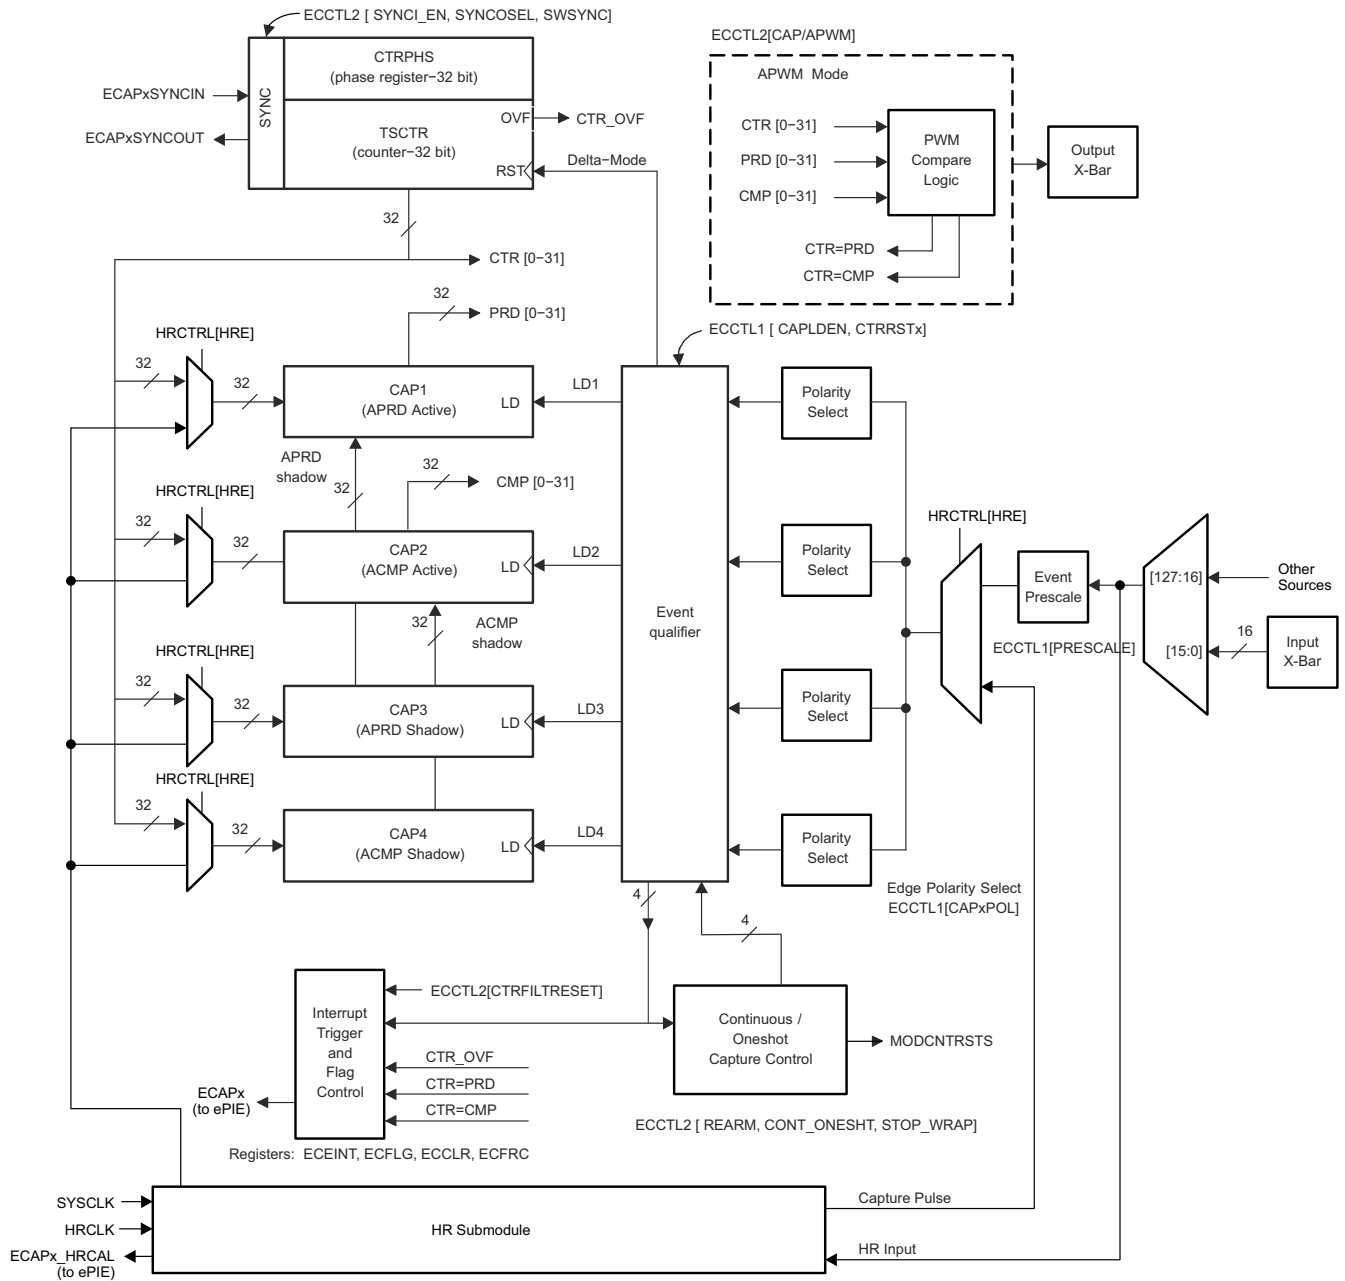 ECCTL2 [ SYNCI_EN, SYNCOSEL, SWSYNC]
SYNC
CTRPHS
(phase register−32 bit)
ECAPxSYNCIN
ECAPxSYNCOUT
TSCTR
(counter−32 bit)
OVF
CTR_OVF
RST
Delta−Mode
32
CTR [0−31]
32
PRD [0−31]
ECCTL2[CAP/APWM]
APWM Mode
CTR [0−31]
PRD [0−31]
CMP [0−31]
PWM
Compare
Logic
Output
X-Bar
CTR=PRD
CTR=CMP
ECCTL1 [ CAPLDEN, CTRRSTx]
HRCTRL[HRE]
32
32
CAP1
(APRD Active)
LD
LD1
Polarity
Select
APRD
shadow
32
32
CMP [0−31]
HRCTRL[HRE]
32
32
CAP2
(ACMP Active)
LD
LD2
Polarity
Select
32
ACMP
shadow
Event
qualifier
HRCTRL[HRE]
Event
Prescale
ECCTL1[PRESCALE]
[127:16]
[15:0]
Other
Sources
16
Input
X-Bar
HRCTRL[HRE]
32
32
CAP3
(APRD Shadow)
LD
LD3
Polarity
Select
HRCTRL[HRE]
32
32
CAP4
(ACMP Shadow)
LD
LD4
Polarity
Select
Edge Polarity Select
ECCTL1[CAPxPOL]
4
4
Interrupt
Trigger
and
Flag
Control
ECCTL2[CTRFILTRESET]
CTR_OVF
CTR=PRD
CTR=CMP
ECAPx
(to ePIE)
Continuous /
Oneshot
Capture Control
MODCNTRSTS
ECCTL2 [ REARM, CONT_ONESHT, STOP_WRAP]
Registers: ECEINT, ECFLG, ECCLR, ECFRC
SYSCLK
HRCLK
ECAPx_HRCAL
(to ePIE)
HR Submodule
Capture Pulse
HR Input